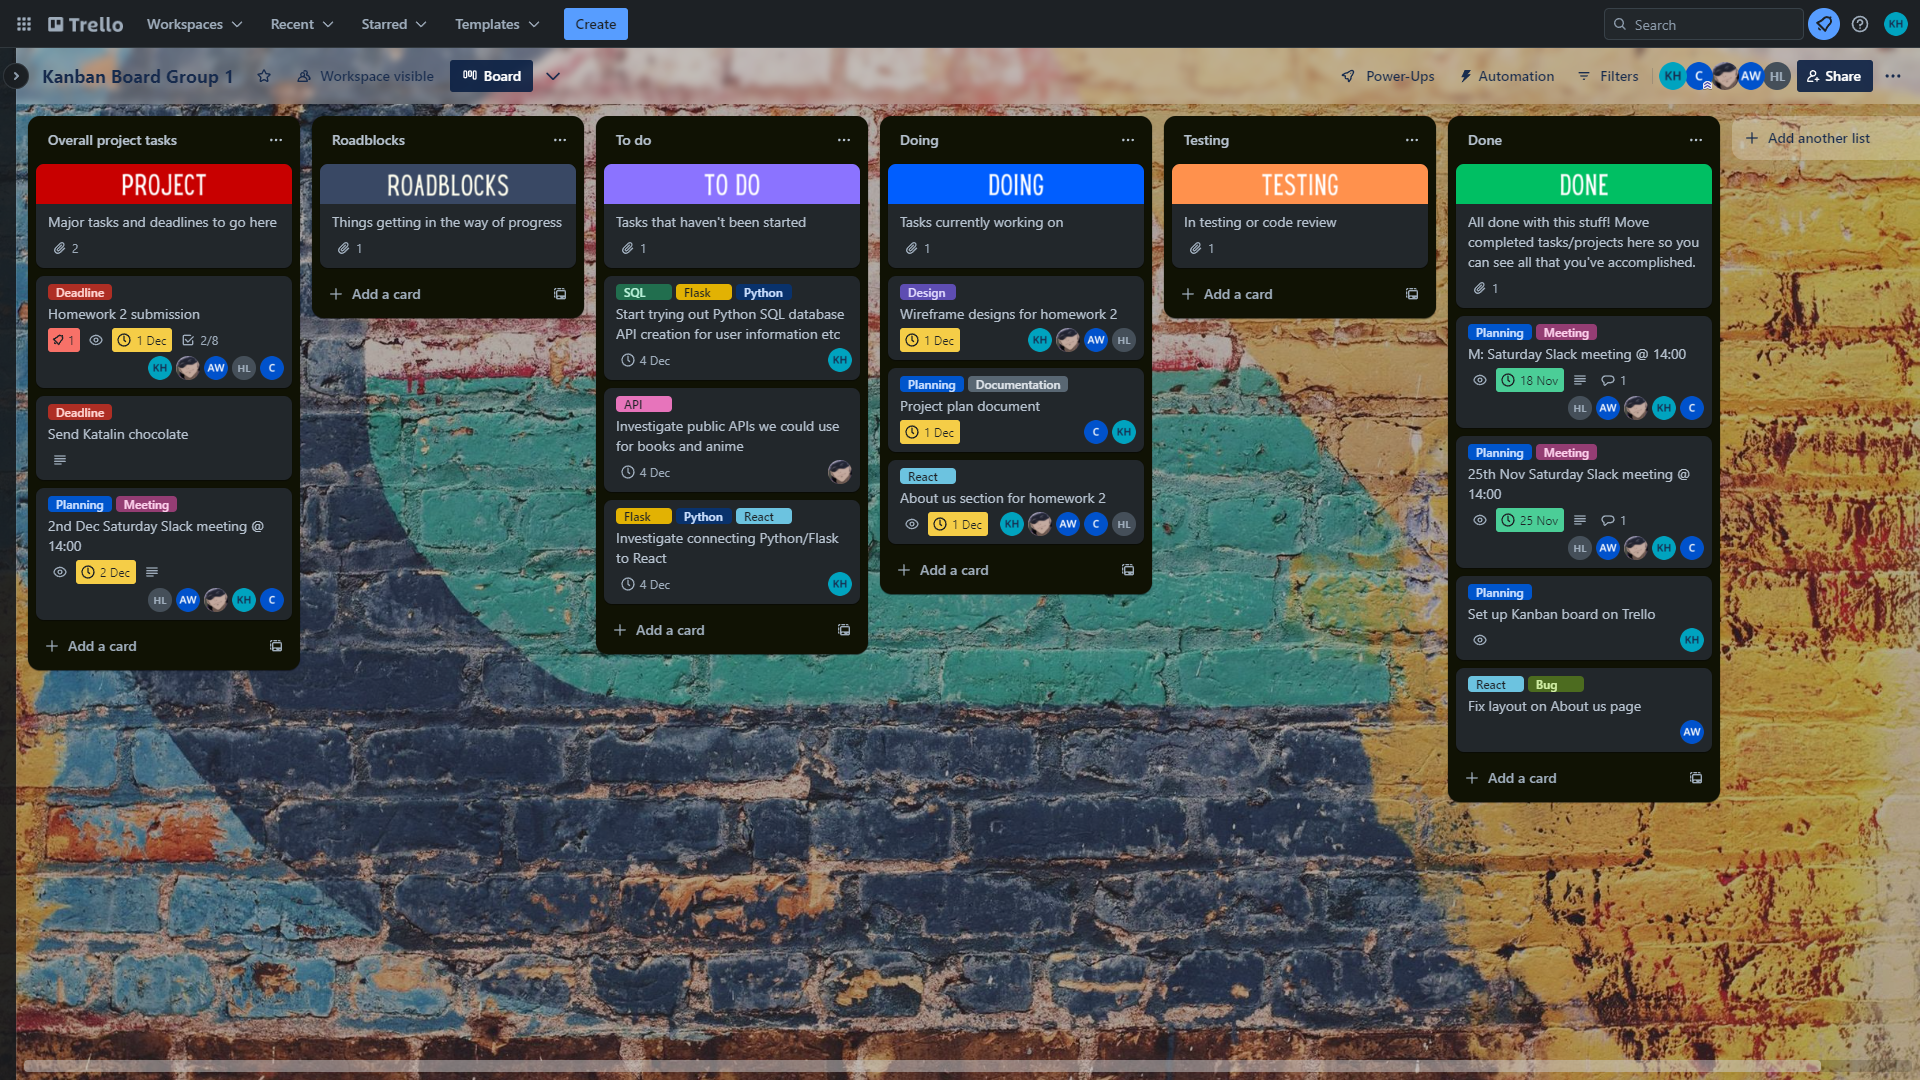 Trello
Workspaces
Recent
Starred
Templates
Create
Search
KH
Kanban Board Group 1
Workspace visible
Board
Power-Ups
Automation
Filters
KH
C
AW
HL
Share
Overall project tasks
PROJECT
Major tasks and deadlines to go here
2
Deadline
Homework 2 submission
1
1 Dec
2/8
KH
AW
HL
C
Deadline
Send Katalin chocolate
Planning Meeting
2nd Dec Saturday Slack meeting @
14:00
2 Dec
HL
AW
KH
C
Add a card
Roadblocks
ROADBLOCKS
Things getting in the way of progress
1
Add a card
To do
TO DO
Tasks that haven't been started
1
SQL Flask Python
Start trying out Python SQL database
API creation for user information etc
4 Dec
KH
API
Investigate public APIs we could use
for books and anime
4 Dec
Flask Python React
Investigate connecting Python/Flask
to React
4 Dec
KH
Add a card
Doing
DOING
Tasks currently working on
1
Design
Wireframe designs for homework 2
1 Dec
KH
AW
HL
Planning Documentation
Project plan document
1 Dec
C
KH
React
About us section for homework 2
1 Dec
KH
AW
C
HL
Add a card
Testing
TESTING
In testing or code review
1
Add a card
Done
DONE
All done with this stuff! Move
completed tasks/projects here so you
can see all that you've accomplished.
1
Planning Meeting
M: Saturday Slack meeting @ 14:00
18 Nov
1
HL
AW
KH
C
Planning Meeting
25th Nov Saturday Slack meeting @
14:00
25 Nov
1
HL
AW
KH
C
Planning
Set up Kanban board on Trello
KH
React Bug
Fix layout on About us page
AW
Add a card
Add another list